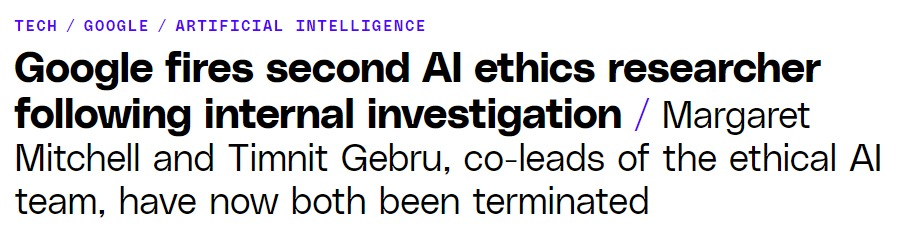 TECH / GOOGLE / ARTIFICIAL INTELLIGENCE
Google fires second AI ethics researcher
following internal investigation / Margaret
Mitchell and Timnit Gebru, co-leads of the ethical AI
team, have now both been terminated